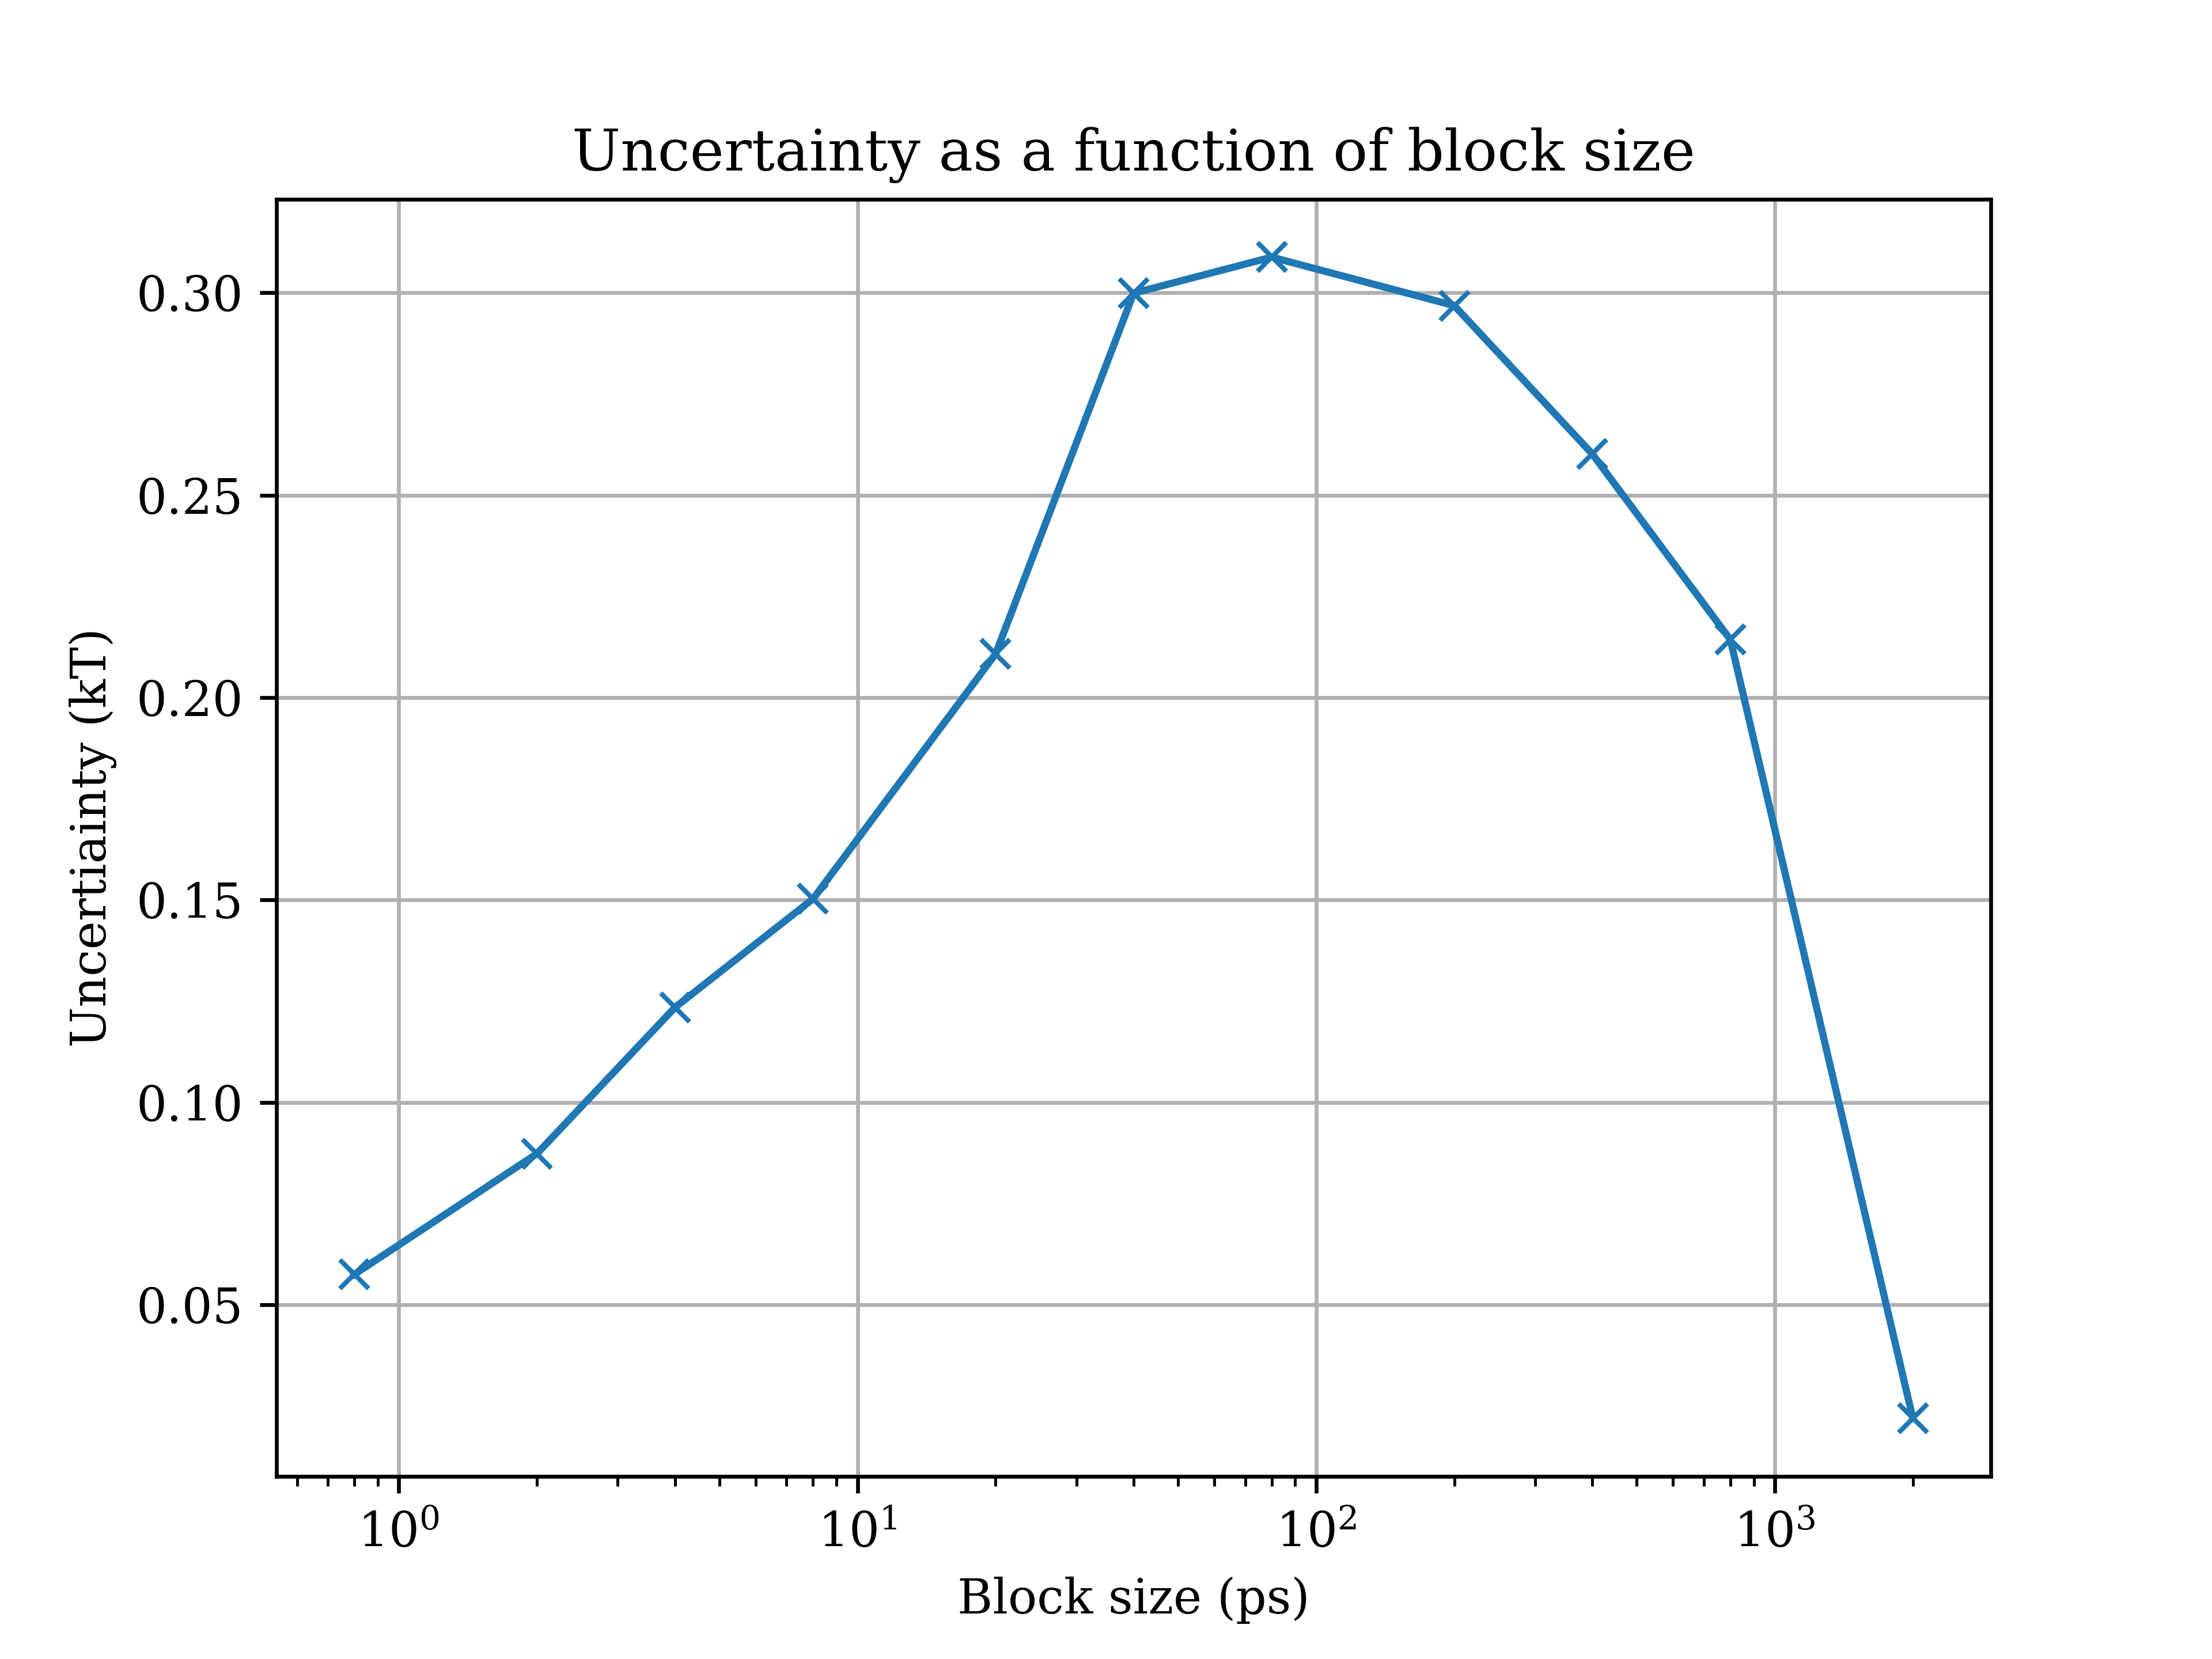 Uncertainty as a function of block size
Uncertiainty (kT)
0.30
0.25
0.20
0.15
0.10
0.05
10⁰ 10¹ 10² 10³
Block size (ps)